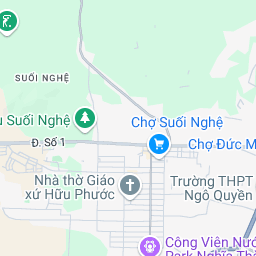 SUỐI NGHỆ
Suối Nghệ
Chợ Suối Nghệ
Đ. Số 1
Chợ Đức
Nhà thờ Giáo
xứ Hữu Phước
Trường THPT
Ngô Quyền
Công Viên Nướ
Park Nghĩa Th